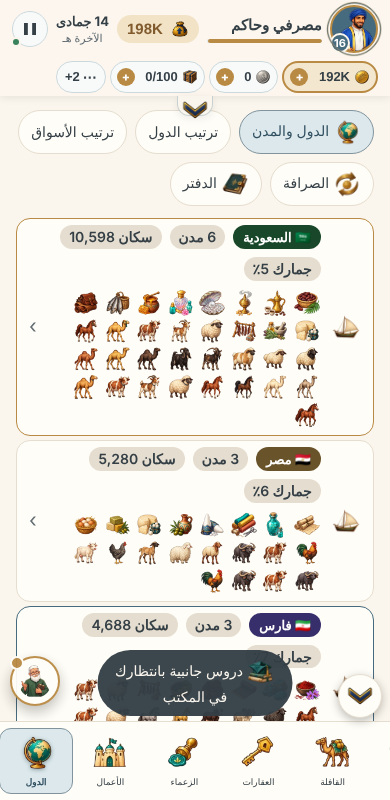 مصرفي وحاكم
16
198K
14 جمادى
الآخرة هـ
192K
0
0/100
+2 ...
الدول والمدن
ترتيب الدول
ترتيب الأسواق
الصرافة
الدفتر
السعودية
6 مدن
سكان 10,598
جمارك 5٪
مصر
3 مدن
سكان 5,280
جمارك 6٪
فارس
3 مدن
سكان 4,688
دروس جانبية بانتظارك
في المكتب
القافلة
العقارات
الزعماء
الأعمال
الدول